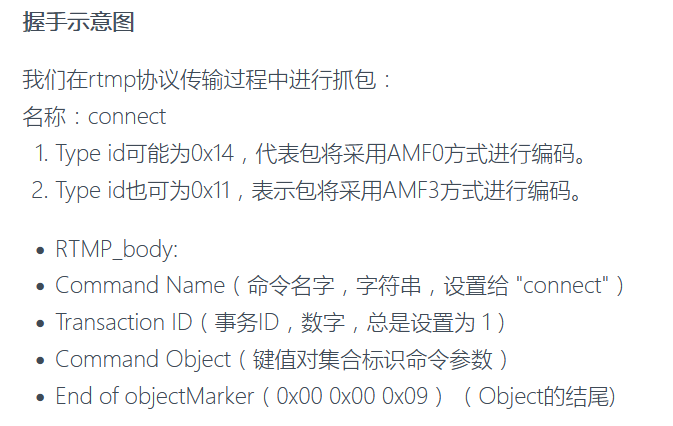 握手示意图
我们在rtmp协议传输过程中进行抓包：
名称：connect
1. Type id可能为0x14，代表包将采用AMF0方式进行编码。
2. Type id也可为0x11，表示包将采用AMF3方式进行编码。
• RTMP_body:
• Command Name（命令名字，字符串，设置给 "connect"）
• Transaction ID（事务ID，数字，总是设置为 1）
• Command Object（键值对集合标识命令参数）
• End of objectMarker（0x00 0x00 0x09）（ Object的结尾)